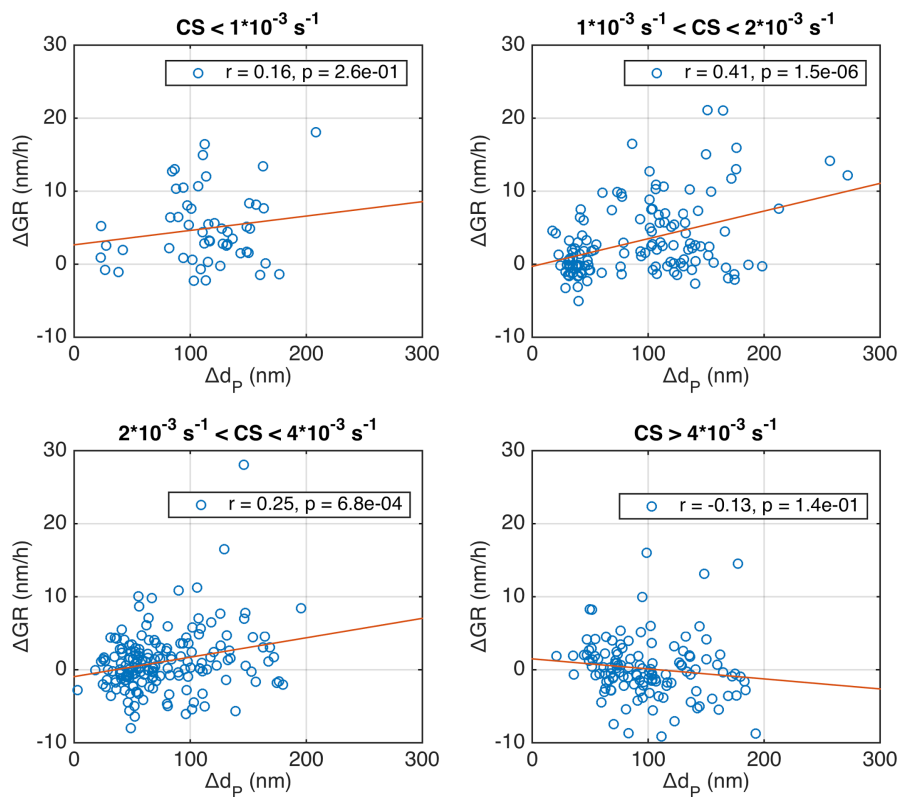 CS < 1*10⁻³ s⁻¹
30
20
10
0
-10
ΔGR (nm/h)
r = 0.16, p = 2.6e-01
0 100 200 300
Δd_P (nm)
1*10⁻³ s⁻¹ < CS < 2*10⁻³ s⁻¹
30
20
10
0
-10
ΔGR (nm/h)
r = 0.41, p = 1.5e-06
0 100 200 300
Δd_P (nm)
2*10⁻³ s⁻¹ < CS < 4*10⁻³ s⁻¹
30
20
10
0
-10
ΔGR (nm/h)
r = 0.25, p = 6.8e-04
0 100 200 300
Δd_P (nm)
CS > 4*10⁻³ s⁻¹
30
20
10
0
-10
ΔGR (nm/h)
r = -0.13, p = 1.4e-01
0 100 200 300
Δd_P (nm)